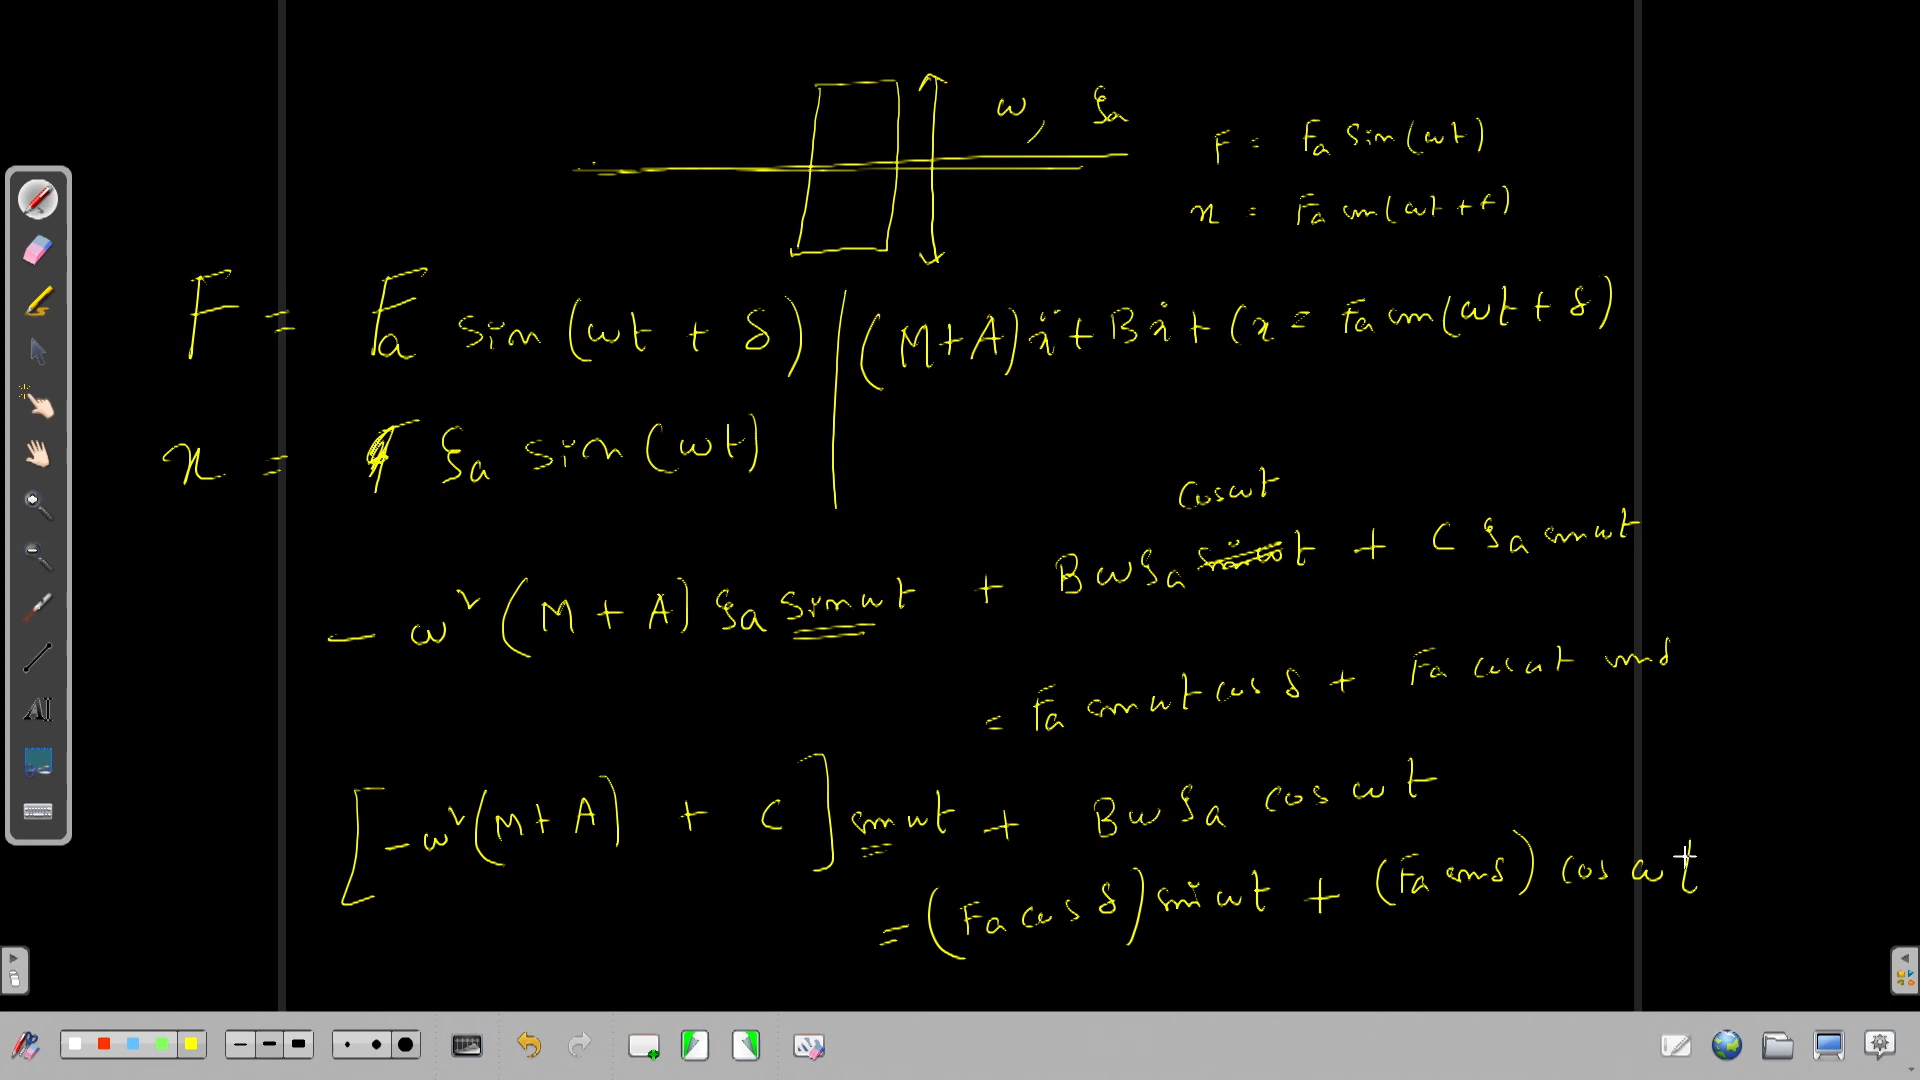 ω, ξa
F = Fa sin(ωt)
x = Fa sin(ωt + δ)
F = Fa sin(ωt + δ) | (M+A)ẍ + Bẋ + Cx = Fa sin(ωt + δ)
x = ξa sin(ωt)
cosωt
- ω² (M + A) ξa sinωt + Bωξa t + C ξa sinωt
= Fa sinωt cos δ + Fa cosωt sinδ
[-ω²(M+A) + C] sinωt + Bωξa cos ωt
= (Fa cos δ) sin ωt + (Fa sinδ) cos ωt